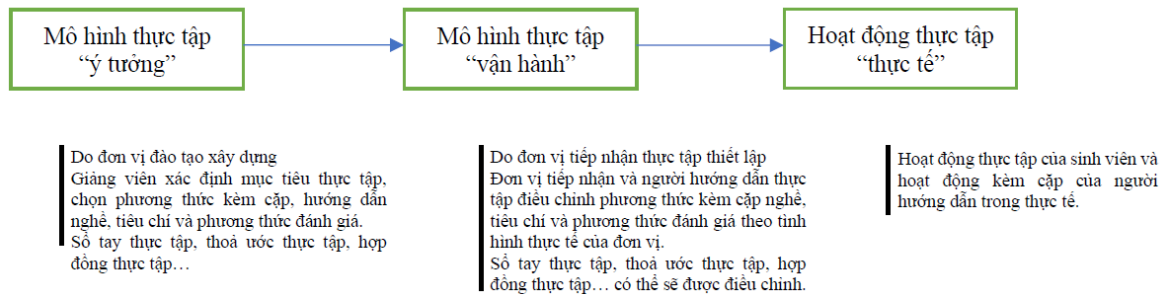 Mô hình thực tập
“ý tưởng”
Mô hình thực tập
“vận hành”
Hoạt động thực tập
“thực tế”
Do đơn vị đào tạo xây dựng
Giảng viên xác định mục tiêu thực tập,
chọn phương thức kèm cặp, hướng dẫn
nghề, tiêu chí và phương thức đánh giá.
Sổ tay thực tập, thoả ước thực tập, hợp
đồng thực tập…
Do đơn vị tiếp nhận thực tập thiết lập
Đơn vị tiếp nhận và người hướng dẫn thực
tập điều chỉnh phương thức kèm cặp nghề,
tiêu chí và phương thức đánh giá theo tình
hình thực tế của đơn vị.
Sổ tay thực tập, thoả ước thực tập, hợp
đồng thực tập… có thể sẽ được điều chỉnh.
Hoạt động thực tập của sinh viên và
hoạt động kèm cặp của người
hướng dẫn trong thực tế.